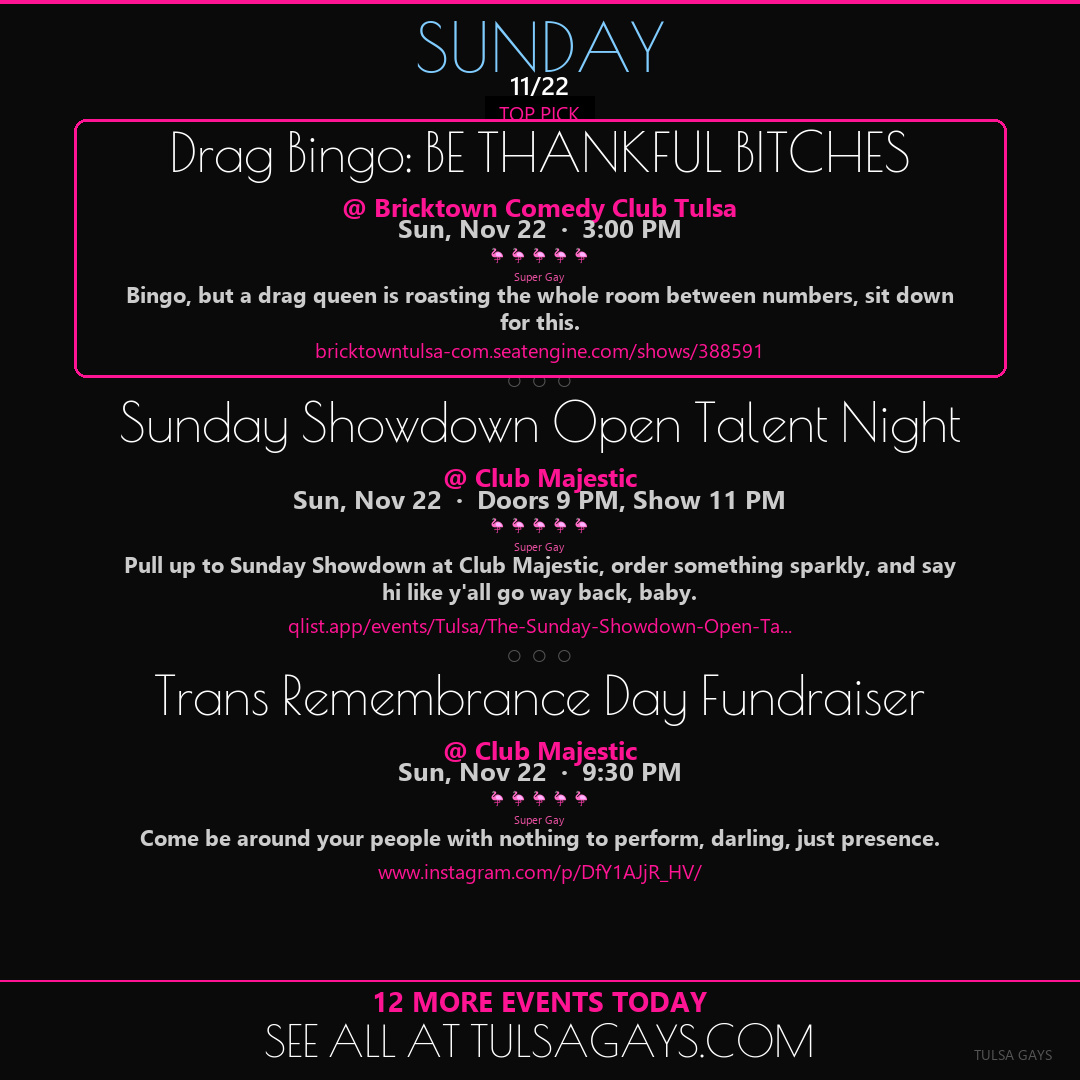 SUNDAY
11/22
TOP PICK
Drag Bingo: BE THANKFUL BITCHES
@ Bricktown Comedy Club Tulsa
Sun, Nov 22 · 3:00 PM
Super Gay
Bingo, but a drag queen is roasting the whole room between numbers, sit down
for this.
bricktowntulsa-com.seatengine.com/shows/388591
Sunday Showdown Open Talent Night
@ Club Majestic
Sun, Nov 22 · Doors 9 PM, Show 11 PM
Super Gay
Pull up to Sunday Showdown at Club Majestic, order something sparkly, and say
hi like y'all go way back, baby.
qlist.app/events/Tulsa/The-Sunday-Showdown-Open-Ta...
Trans Remembrance Day Fundraiser
@ Club Majestic
Sun, Nov 22 · 9:30 PM
Super Gay
Come be around your people with nothing to perform, darling, just presence.
www.instagram.com/p/DfY1AJjR_HV/
12 MORE EVENTS TODAY
SEE ALL AT TULSAGAYS.COM
TULSA GAYS